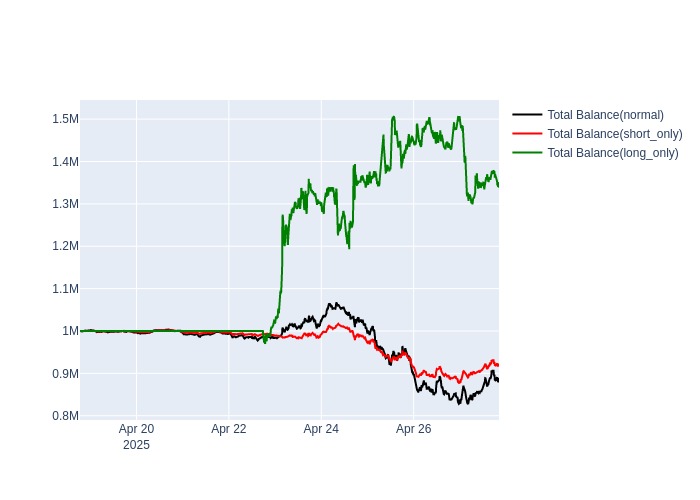 1.5M
1.4M
1.3M
1.2M
1.1M
1M
0.9M
0.8M
Apr 20
2025
Apr 22
Apr 24
Apr 26
Total Balance(normal)
Total Balance(short_only)
Total Balance(long_only)